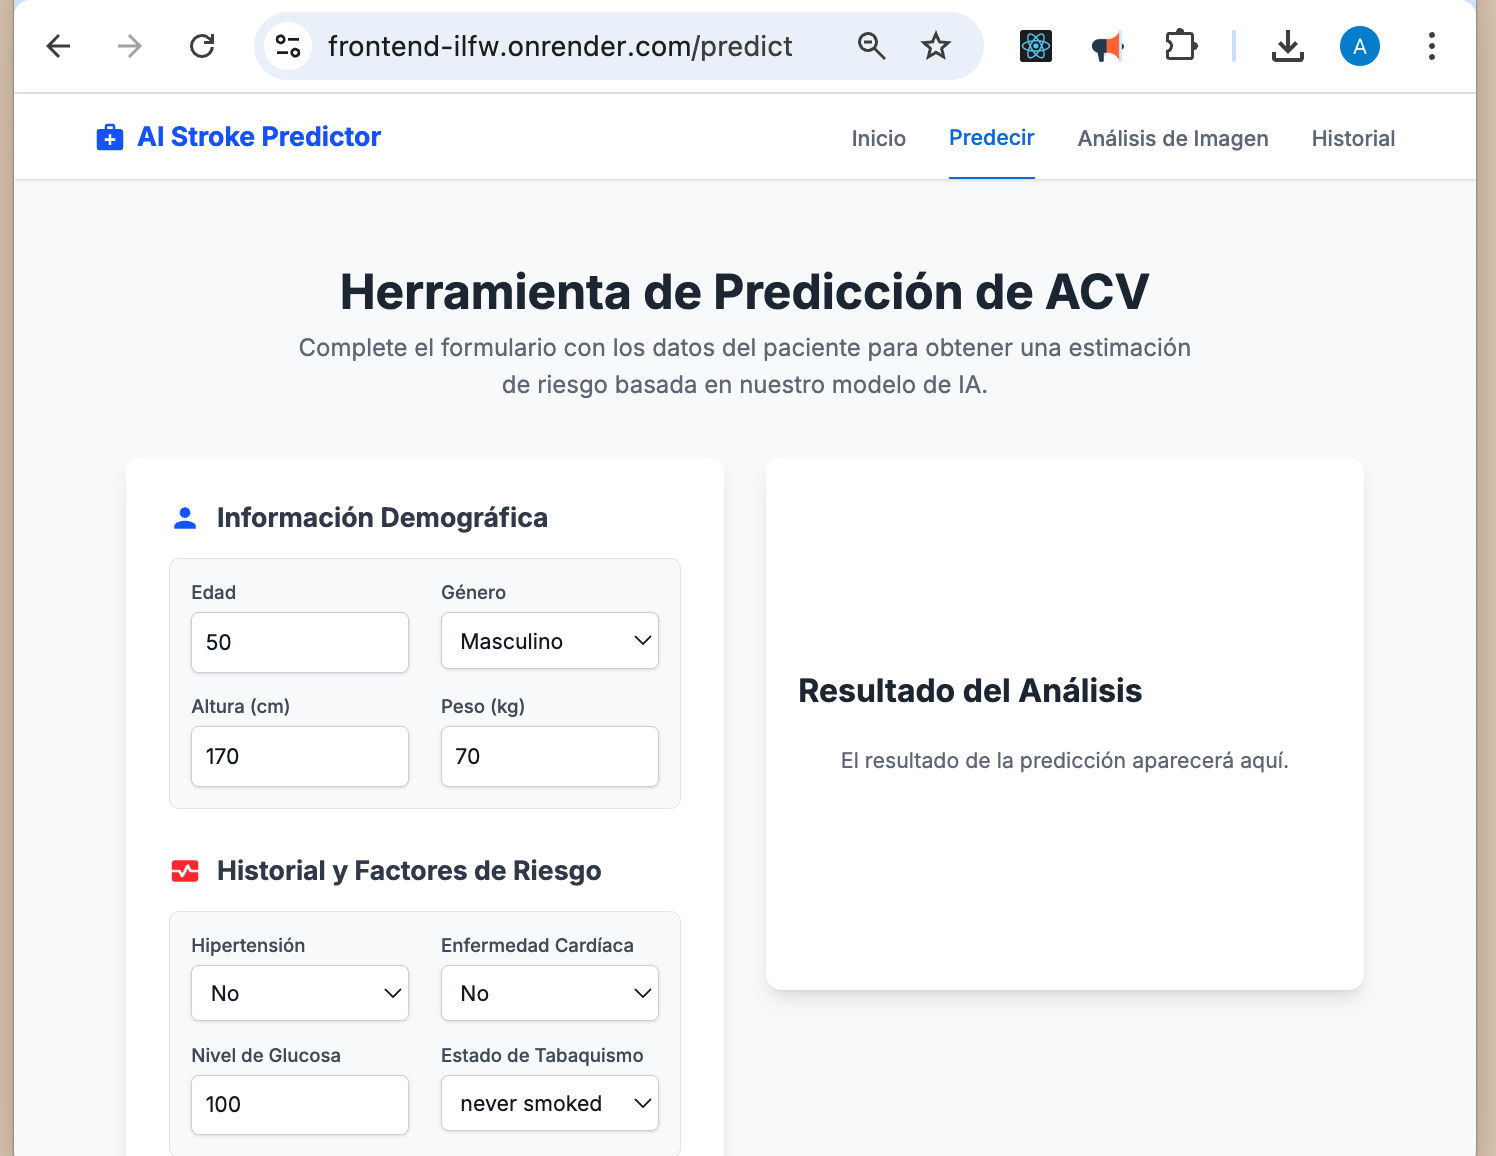 frontend-ilfw.onrender.com/predict
A
AI Stroke Predictor
Inicio
Predecir
Análisis de Imagen
Historial
Herramienta de Predicción de ACV
Complete el formulario con los datos del paciente para obtener una estimación
de riesgo basada en nuestro modelo de IA.
Información Demográfica
Edad
Género
50
Masculino
Altura (cm)
Peso (kg)
170
70
Historial y Factores de Riesgo
Hipertensión
Enfermedad Cardíaca
No
No
Nivel de Glucosa
Estado de Tabaquismo
100
never smoked
Resultado del Análisis
El resultado de la predicción aparecerá aquí.